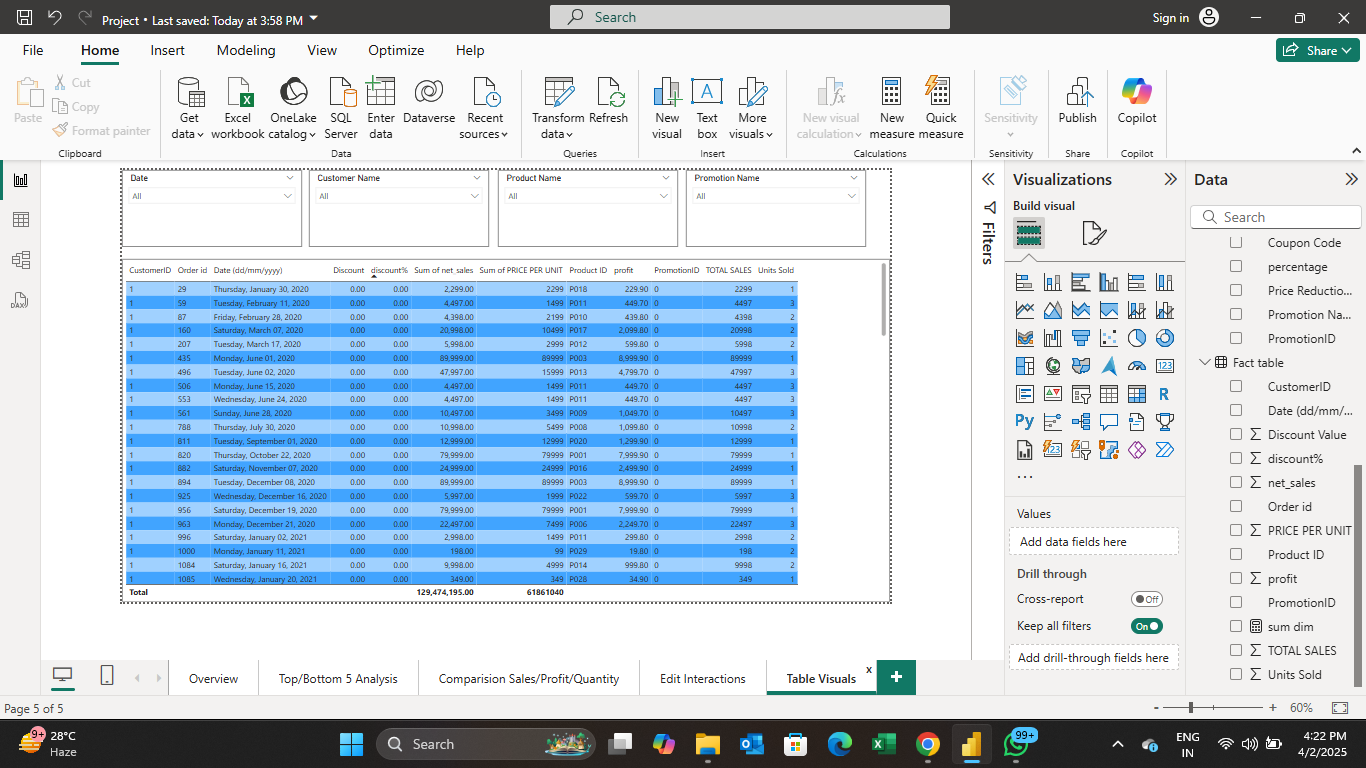 Project • Last saved: Today at 3:58 PM
Search
Sign in
File Home Insert Modeling View Optimize Help
Share
Paste
Cut
Copy
Format painter
Clipboard
Get data
Excel workbook
OneLake catalog
SQL Server
Enter data
Dataverse
Recent sources
Data
Transform data
Refresh
Queries
New visual
Text box
More visuals
Insert
New visual calculation
New measure
Quick measure
Calculations
Sensitivity
Sensitivity
Publish
Share
Copilot
Copilot
Date
All
Customer Name
All
Product Name
All
Promotion Name
All
CustomerID Order id Date (dd/mm/yyyy) Discount discount% Sum of net_sales Sum of PRICE PER UNIT Product ID profit PromotionID TOTAL SALES Units Sold
1 29 Thursday, January 30, 2020 0.00 0.00 2,299.00 2299 P018 229.90 0 2299 1
1 59 Tuesday, February 11, 2020 0.00 0.00 4,497.00 1499 P011 449.70 0 4497 3
1 87 Friday, February 28, 2020 0.00 0.00 4,398.00 2199 P010 439.80 0 4398 2
1 160 Saturday, March 07, 2020 0.00 0.00 20,998.00 10499 P017 2,099.80 0 20998 2
1 207 Tuesday, March 17, 2020 0.00 0.00 5,998.00 2999 P012 599.80 0 5998 2
1 435 Monday, June 01, 2020 0.00 0.00 89,999.00 89999 P003 8,999.90 0 89999 1
1 496 Tuesday, June 02, 2020 0.00 0.00 47,997.00 15999 P013 4,799.70 0 47997 3
1 506 Monday, June 15, 2020 0.00 0.00 4,497.00 1499 P011 449.70 0 4497 3
1 553 Wednesday, June 24, 2020 0.00 0.00 4,497.00 1499 P011 449.70 0 4497 3
1 561 Sunday, June 28, 2020 0.00 0.00 10,497.00 3499 P009 1,049.70 0 10497 3
1 788 Thursday, July 30, 2020 0.00 0.00 10,998.00 5499 P008 1,099.80 0 10998 2
1 811 Tuesday, September 01, 2020 0.00 0.00 12,999.00 12999 P020 1,299.90 0 12999 1
1 820 Thursday, October 22, 2020 0.00 0.00 79,999.00 79999 P001 7,999.90 0 79999 1
1 882 Saturday, November 07, 2020 0.00 0.00 24,999.00 24999 P016 2,499.90 0 24999 1
1 894 Tuesday, December 08, 2020 0.00 0.00 89,999.00 89999 P003 8,999.90 0 89999 1
1 925 Wednesday, December 16, 2020 0.00 0.00 5,997.00 1999 P022 599.70 0 5997 3
1 956 Saturday, December 19, 2020 0.00 0.00 79,999.00 79999 P001 7,999.90 0 79999 1
1 963 Monday, December 21, 2020 0.00 0.00 22,497.00 7499 P006 2,249.70 0 22497 3
1 996 Saturday, January 02, 2021 0.00 0.00 2,998.00 1499 P011 299.80 0 2998 2
1 1000 Monday, January 11, 2021 0.00 0.00 198.00 99 P029 19.80 0 198 2
1 1084 Saturday, January 16, 2021 0.00 0.00 9,998.00 4999 P014 999.80 0 9998 2
1 1085 Wednesday, January 20, 2021 0.00 0.00 349.00 349 P028 34.90 0 349 1
Total 129,474,195.00 61861040
Filters
Visualizations
Build visual
Values
Add data fields here
Drill through
Cross-report Off
Keep all filters On
Add drill-through fields here
Data
Search
Coupon Code
percentage
Price Reductio...
Promotion Na...
PromotionID
Fact table
CustomerID
Date (dd/mm/...
Discount Value
discount%
net_sales
Order id
PRICE PER UNIT
Product ID
profit
PromotionID
sum dim
TOTAL SALES
Units Sold
Overview Top/Bottom 5 Analysis Comparision Sales/Profit/Quantity Edit Interactions Table Visuals x +
Page 5 of 5
- + 60%
9+
28°C
Haze
Search
99+
ENG
IN
4:22 PM
4/2/2025